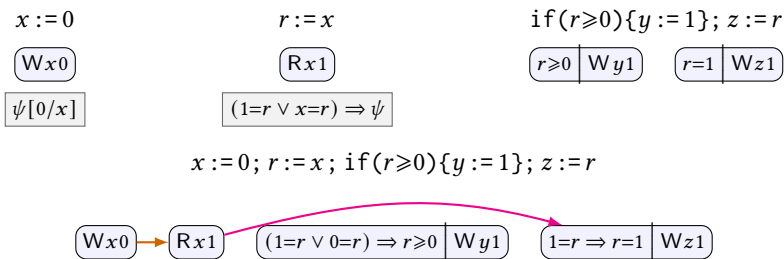 x := 0 r := x if(r⩾0){y := 1}; z := r
Wx0 Rx1 r⩾0 | Wy1 r=1 | Wz1
ψ[0/x] (1=r ∨ x=r) ⇒ ψ
x := 0; r := x; if(r⩾0){y := 1}; z := r
Wx0 Rx1 (1=r ∨ 0=r) ⇒ r⩾0 | Wy1 1=r ⇒ r=1 | Wz1